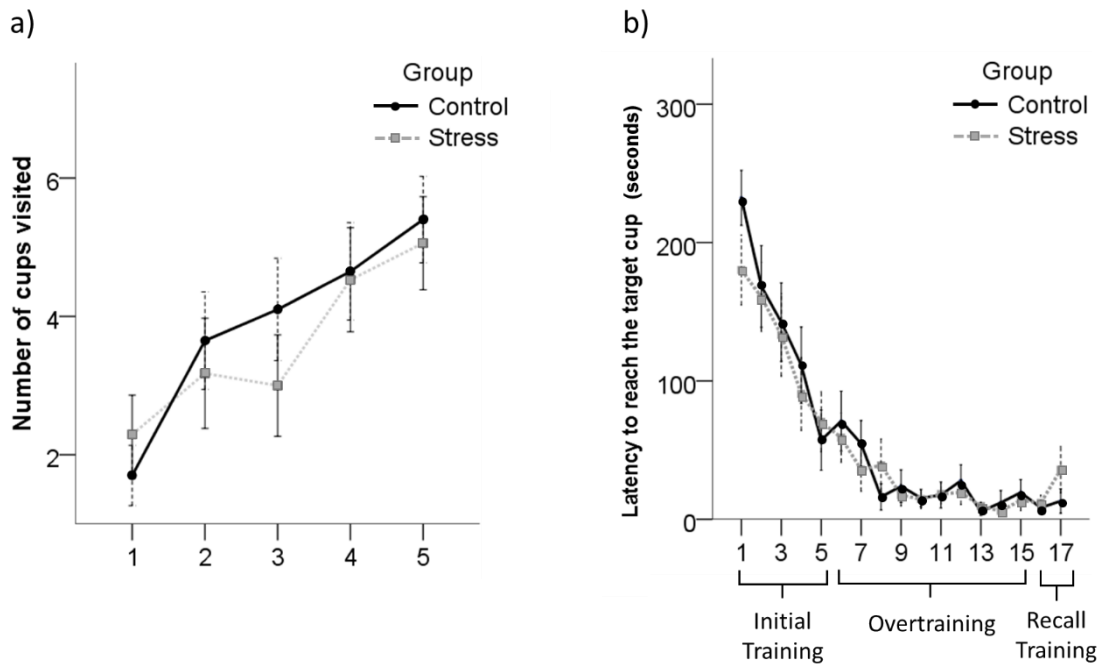 a)
Group
Control
Stress
Number of cups visited
6
4
2
1 2 3 4 5
b)
Group
Control
Stress
Latency to reach the target cup (seconds)
300
200
100
0
1 3 5 7 9 11 13 15 17
Initial Training
Overtraining
Recall Training